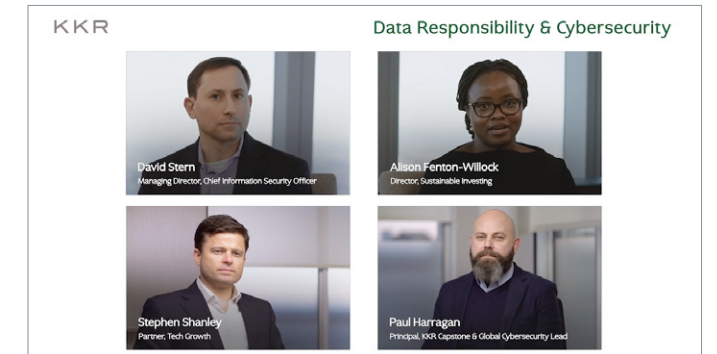 KKR
Data Responsibility & Cybersecurity
David Stern
Managing Director, Chief Information Security Officer
Alison Fenton-Willock
Director, Sustainable Investing
Stephen Shanley
Partner, Tech Growth
Paul Harragan
Principal, KKR Capstone & Global Cybersecurity Lead